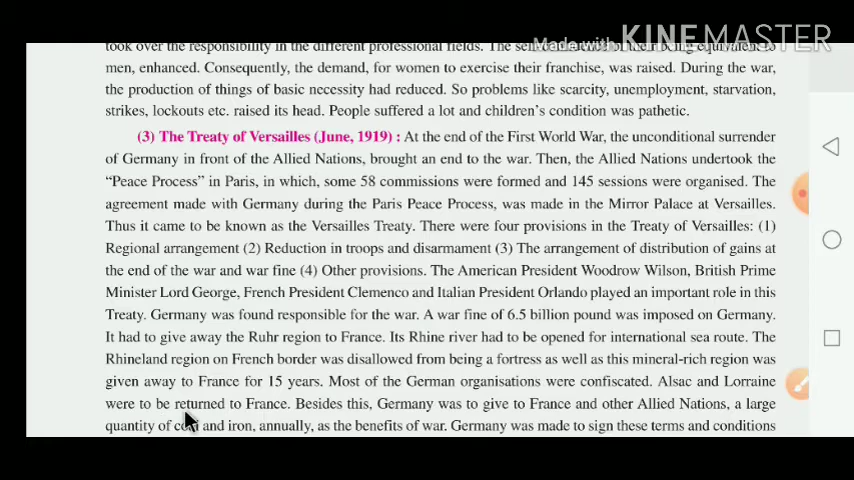 Made with KINEMASTER
took over the responsibility in the different professional fields. The being equivalent to
men, enhanced. Consequently, the demand, for women to exercise their franchise, was raised. During the war,
the production of things of basic necessity had reduced. So problems like scarcity, unemployment, starvation,
strikes, lockouts etc. raised its head. People suffered a lot and children's condition was pathetic.
(3) The Treaty of Versailles (June, 1919) : At the end of the First World War, the unconditional surrender
of Germany in front of the Allied Nations, brought an end to the war. Then, the Allied Nations undertook the
"Peace Process" in Paris, in which, some 58 commissions were formed and 145 sessions were organised. The
agreement made with Germany during the Paris Peace Process, was made in the Mirror Palace at Versailles.
Thus it came to be known as the Versailles Treaty. There were four provisions in the Treaty of Versailles: (1)
Regional arrangement (2) Reduction in troops and disarmament (3) The arrangement of distribution of gains at
the end of the war and war fine (4) Other provisions. The American President Woodrow Wilson, British Prime
Minister Lord George, French President Clemenco and Italian President Orlando played an important role in this
Treaty. Germany was found responsible for the war. A war fine of 6.5 billion pound was imposed on Germany.
It had to give away the Ruhr region to France. Its Rhine river had to be opened for international sea route. The
Rhineland region on French border was disallowed from being a fortress as well as this mineral-rich region was
given away to France for 15 years. Most of the German organisations were confiscated. Alsac and Lorraine
were to be returned to France. Besides this, Germany was to give to France and other Allied Nations, a large
quantity of and iron, annually, as the benefits of war. Germany was made to sign these terms and conditions